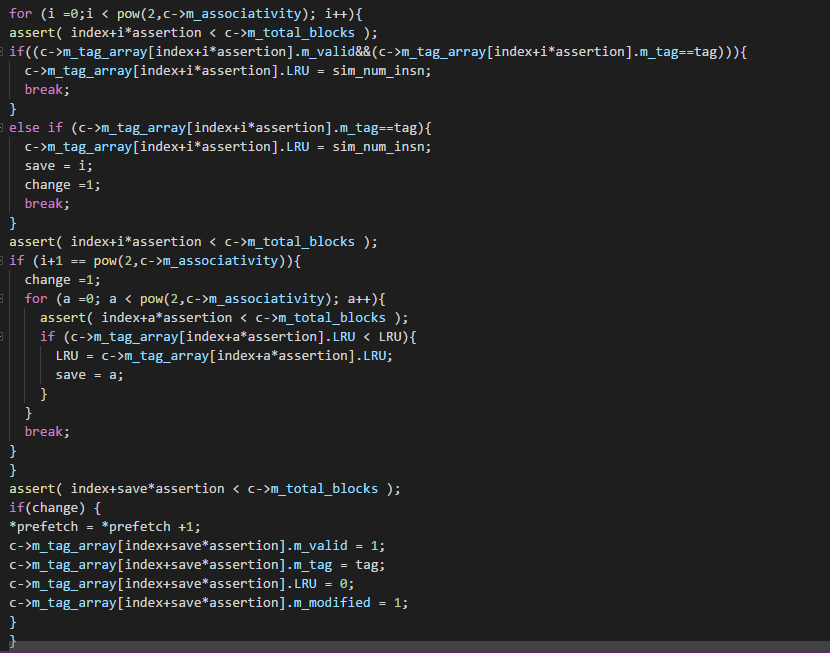 for (i =0;i < pow(2,c->m_associativity); i++){
assert( index+i*assertion < c->m_total_blocks );
if((c->m_tag_array[index+i*assertion].m_valid&&(c->m_tag_array[index+i*assertion].m_tag==tag))){
c->m_tag_array[index+i*assertion].LRU = sim_num_insn;
break;
}
else if (c->m_tag_array[index+i*assertion].m_tag==tag){
c->m_tag_array[index+i*assertion].LRU = sim_num_insn;
save = i;
change =1;
break;
}
assert( index+i*assertion < c->m_total_blocks );
if (i+1 == pow(2,c->m_associativity)){
change =1;
for (a =0; a < pow(2,c->m_associativity); a++){
assert( index+a*assertion < c->m_total_blocks );
if (c->m_tag_array[index+a*assertion].LRU < LRU){
LRU = c->m_tag_array[index+a*assertion].LRU;
save = a;
}
}
break;
}
}
assert( index+save*assertion < c->m_total_blocks );
if(change) {
*prefetch = *prefetch +1;
c->m_tag_array[index+save*assertion].m_valid = 1;
c->m_tag_array[index+save*assertion].m_tag = tag;
c->m_tag_array[index+save*assertion].LRU = 0;
c->m_tag_array[index+save*assertion].m_modified = 1;
}
}